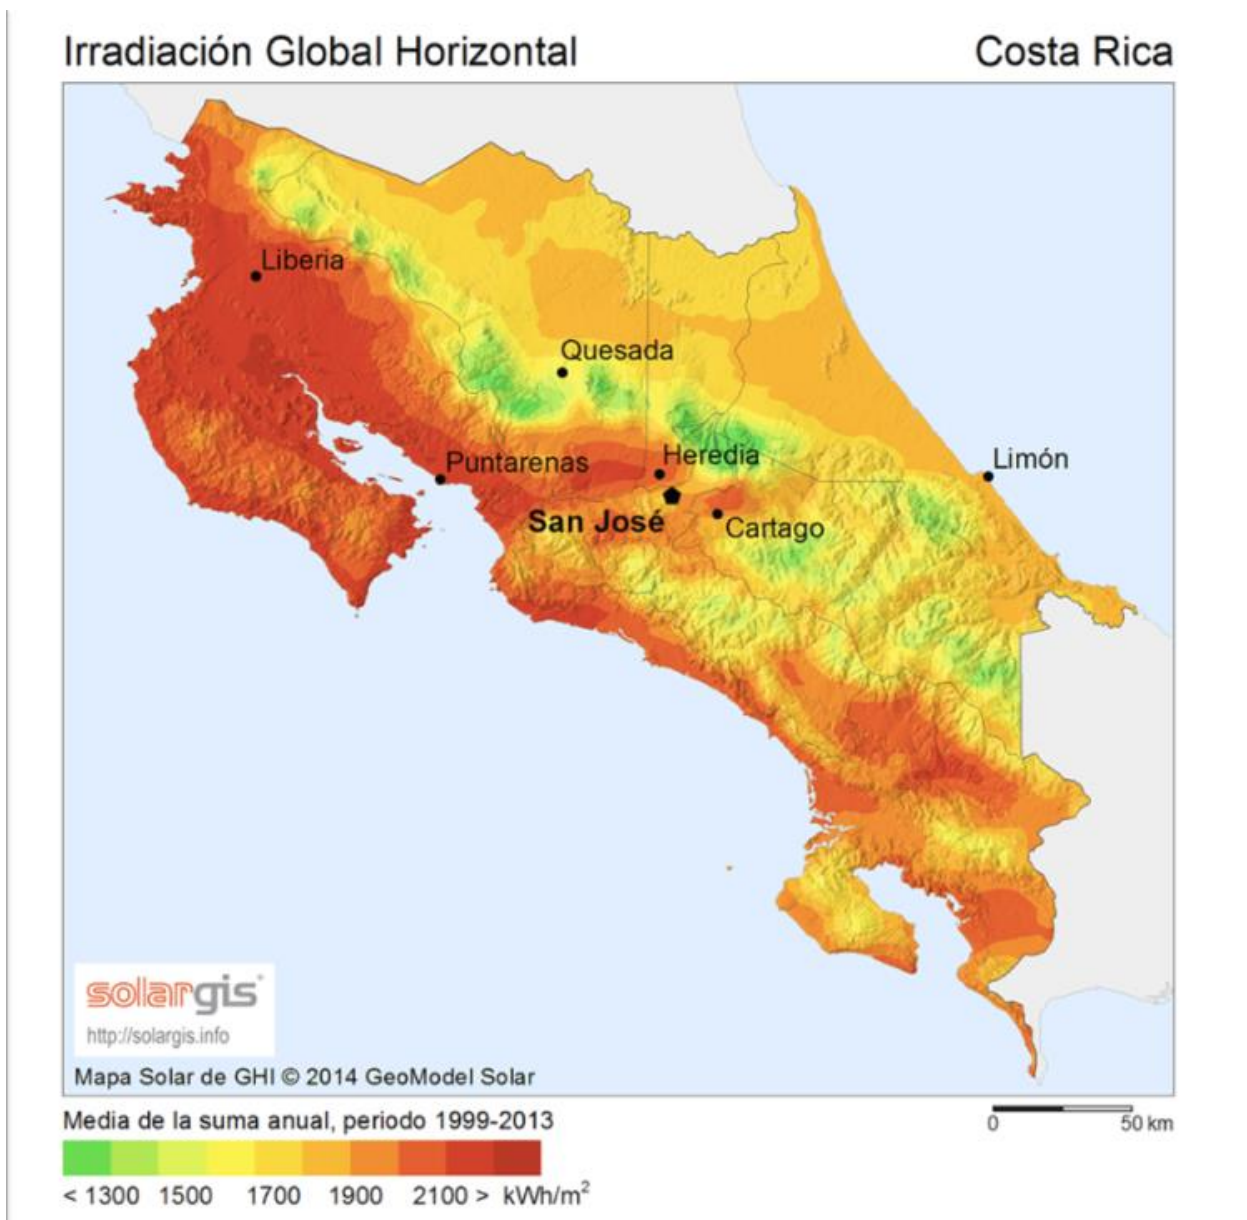 Irradiación Global Horizontal
Costa Rica
Liberia
Quesada
Puntarenas
Heredia
Limón
San José
Cartago
solargis®
http://solargis.info
Mapa Solar de GHI © 2014 GeoModel Solar
Media de la suma anual, periodo 1999-2013
0 50 km
< 1300 1500 1700 1900 2100 > kWh/m²